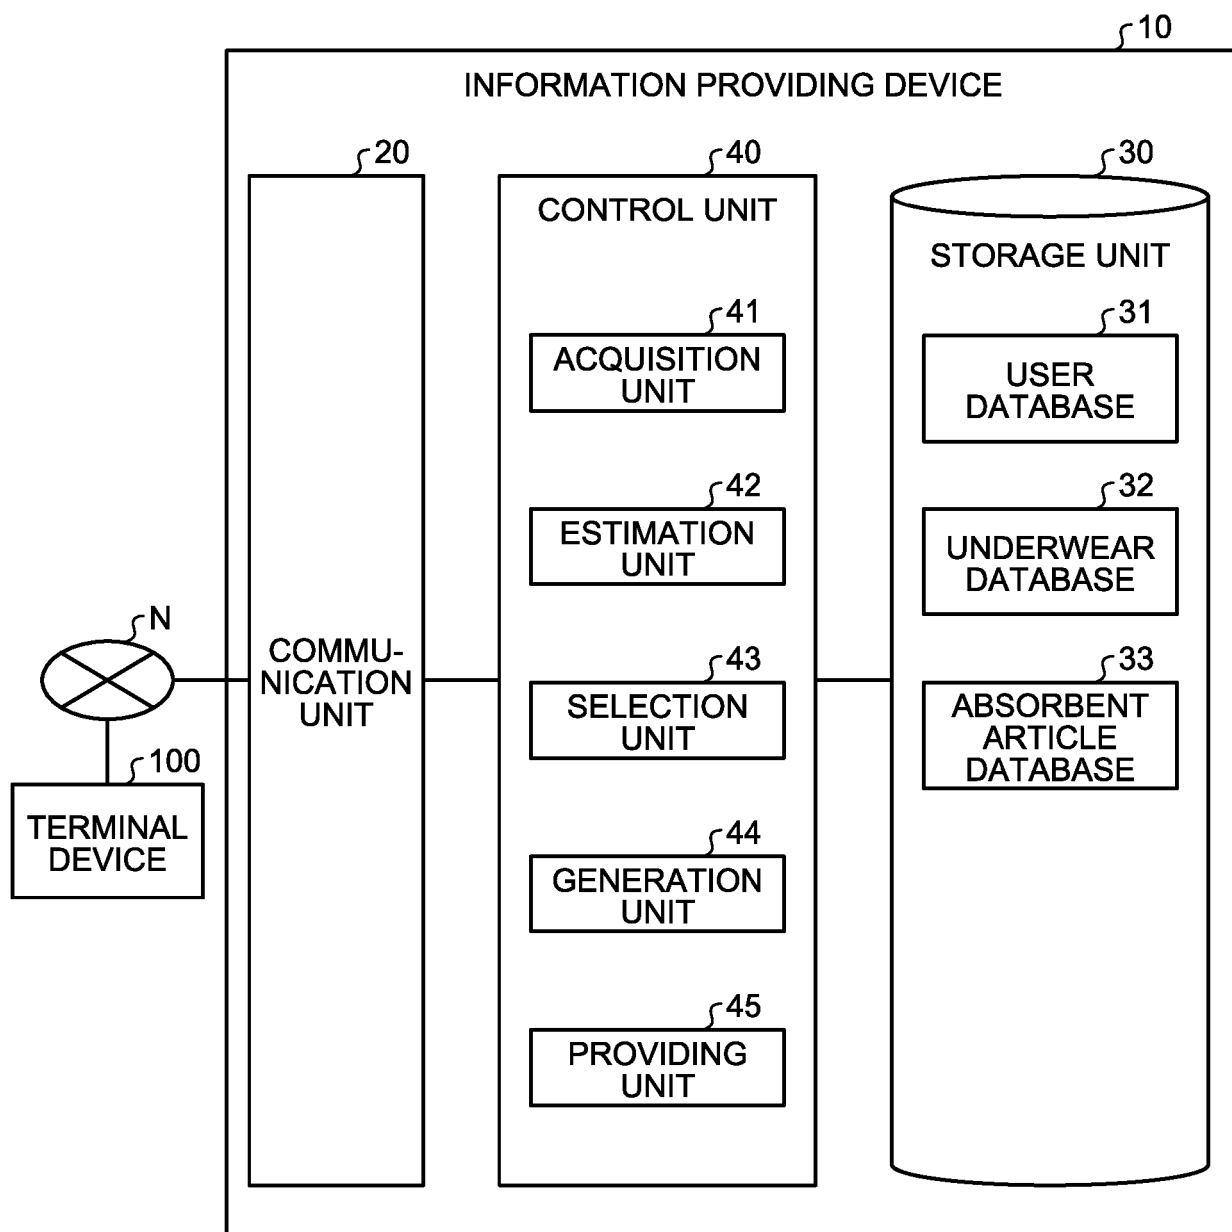 10
INFORMATION PROVIDING DEVICE
20
COMMU-
NICATION
UNIT
40
CONTROL UNIT
41
ACQUISITION
UNIT
42
ESTIMATION
UNIT
43
SELECTION
UNIT
44
GENERATION
UNIT
45
PROVIDING
UNIT
30
STORAGE UNIT
31
USER
DATABASE
32
UNDERWEAR
DATABASE
33
ABSORBENT
ARTICLE
DATABASE
N
100
TERMINAL
DEVICE